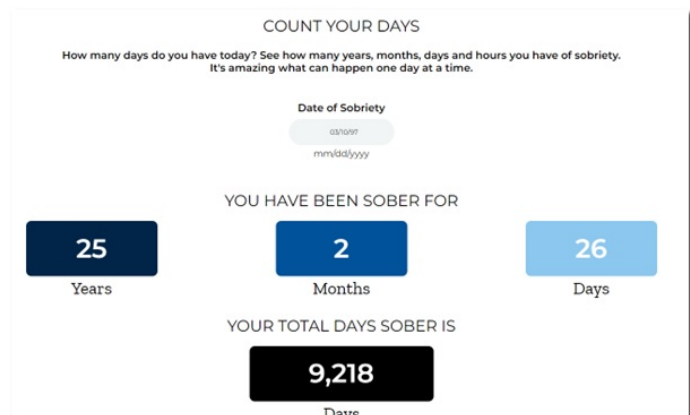 COUNT YOUR DAYS
How many days do you have today? See how many years, months, days and hours you have of sobriety.
It's amazing what can happen one day at a time.
Date of Sobriety
03/10/97
mm/dd/yyyy
YOU HAVE BEEN SOBER FOR
25 2 26
Years Months Days
YOUR TOTAL DAYS SOBER IS
9,218
Days